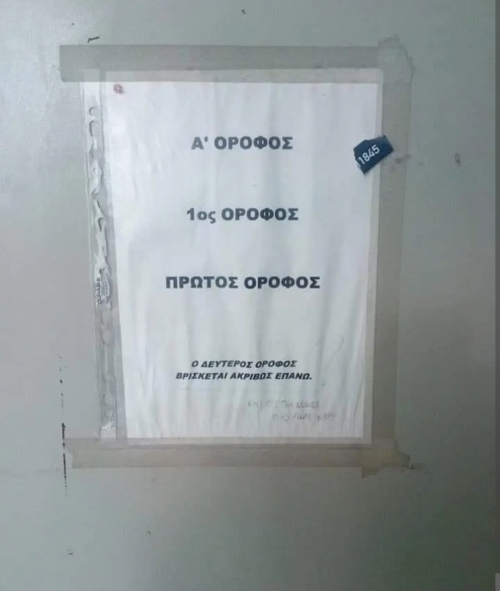 Α' ΟΡΟΦΟΣ
1845
1ος ΟΡΟΦΟΣ
ΠΡΩΤΟΣ ΟΡΟΦΟΣ
Ο ΔΕΥΤΕΡΟΣ ΟΡΟΦΟΣ
ΒΡΙΣΚΕΤΑΙ ΑΚΡΙΒΩΣ ΕΠΑΝΩ.